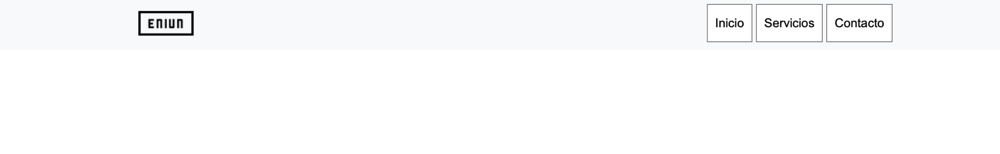 ENIUN
Inicio
Servicios
Contacto